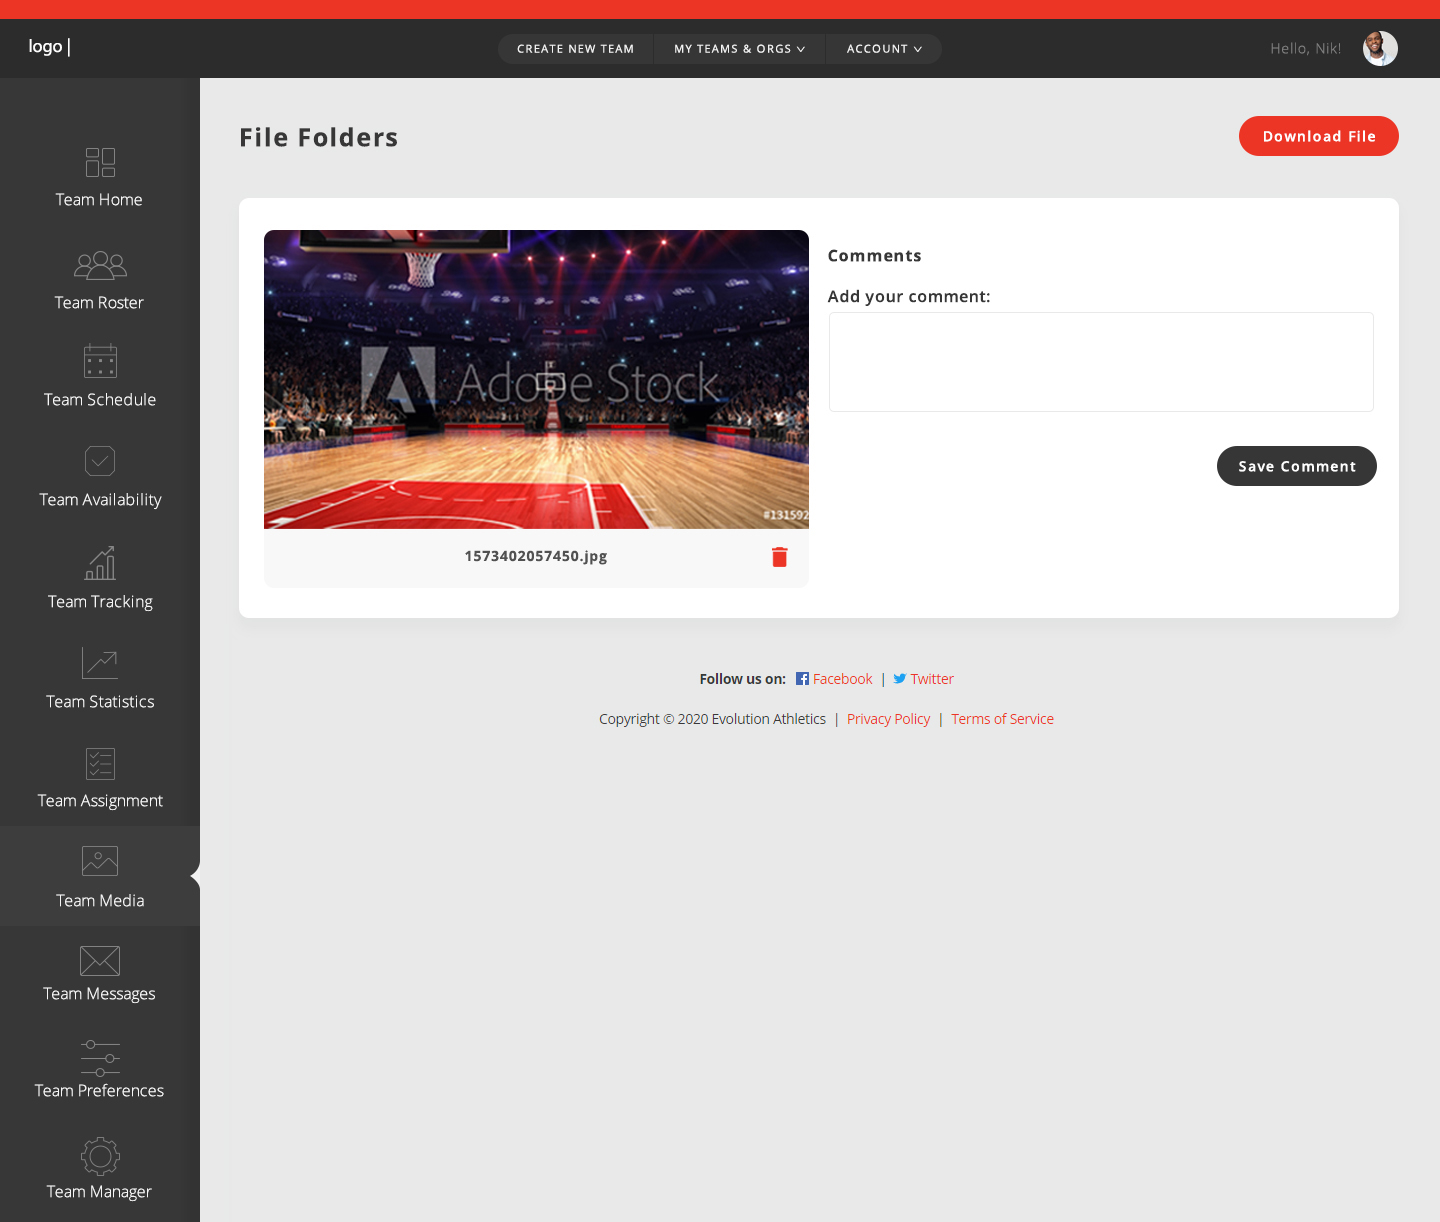 logo |
CREATE NEW TEAM
MY TEAMS & ORGS
ACCOUNT
Hello, Nik!
File Folders
Download File
Team Home
Team Roster
Team Schedule
Team Availability
Team Tracking
Team Statistics
Team Assignment
Team Media
Team Messages
Team Preferences
Team Manager
Adobe Stock
#131592
1573402057450.jpg
Comments
Add your comment:
Save Comment
Follow us on: Facebook | Twitter
Copyright © 2020 Evolution Athletics | Privacy Policy | Terms of Service